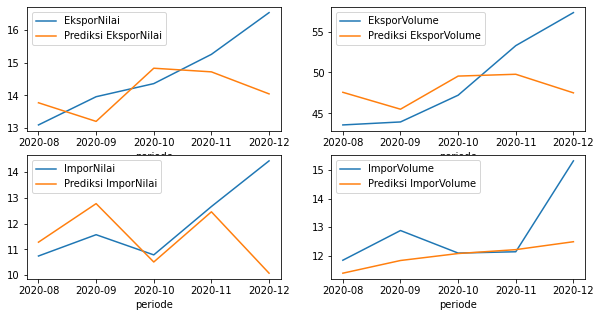 EksporNilai
Prediksi EksporNilai
16
15
14
13
2020-08 2020-09 2020-10 2020-11 2020-12
periode
EksporVolume
Prediksi EksporVolume
55
50
45
2020-08 2020-09 2020-10 2020-11 2020-12
periode
ImporNilai
Prediksi ImporNilai
14
13
12
11
10
2020-08 2020-09 2020-10 2020-11 2020-12
periode
ImporVolume
Prediksi ImporVolume
15
14
13
12
2020-08 2020-09 2020-10 2020-11 2020-12
periode